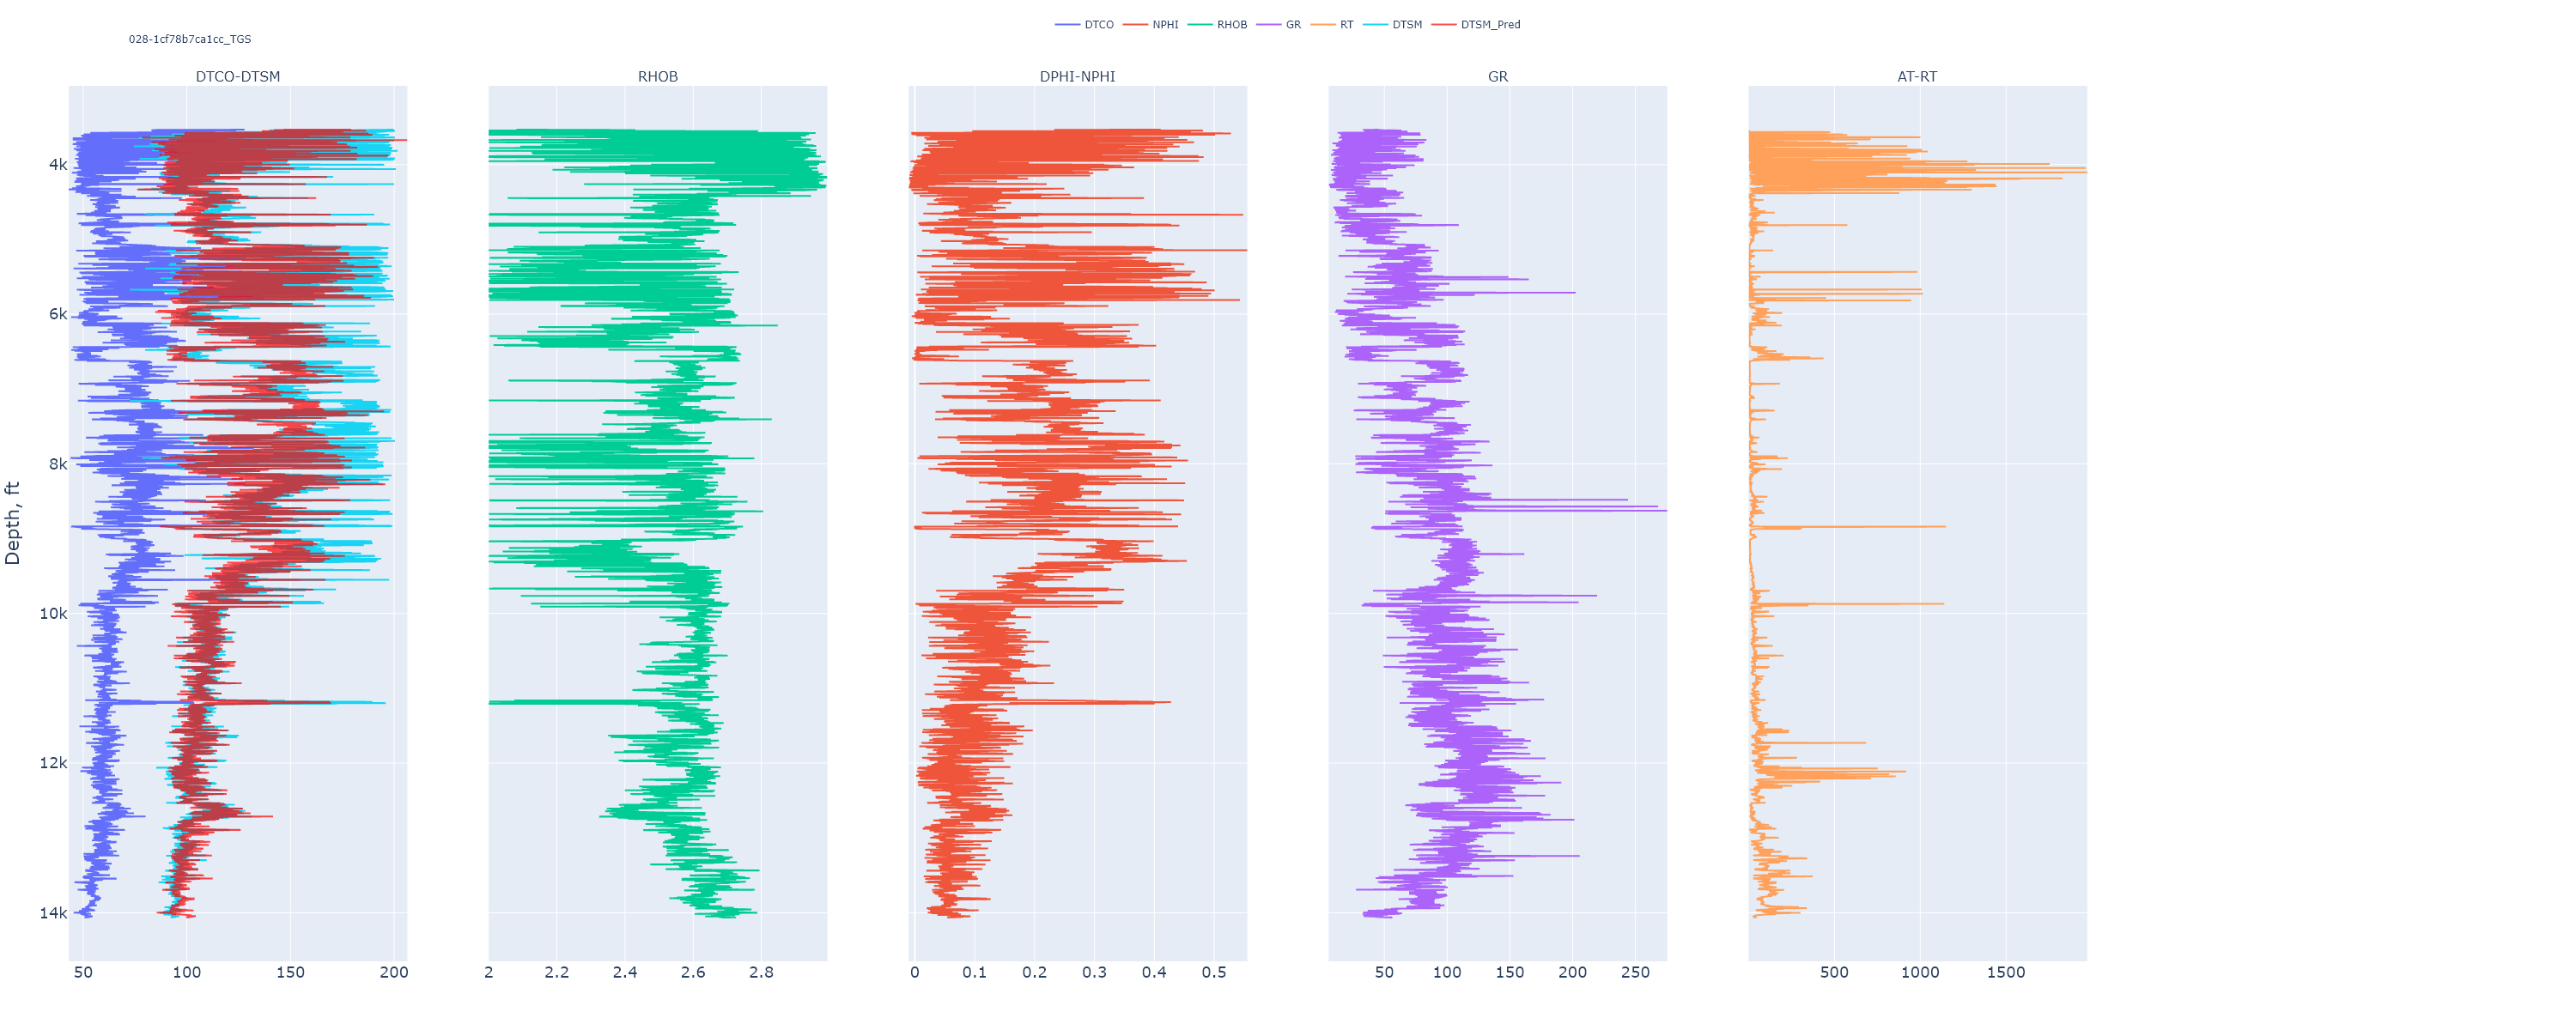 DTCO NPHI RHOB GR RT DTSM DTSM_Pred
028-1cf78b7ca1cc_TGS
DTCO-DTSM RHOB DPHI-NPHI GR AT-RT
4k
6k
8k
Depth, ft
10k
12k
14k
50 100 150 200 2 2.2 2.4 2.6 2.8 0 0.1 0.2 0.3 0.4 0.5 50 100 150 200 250 500 1000 1500